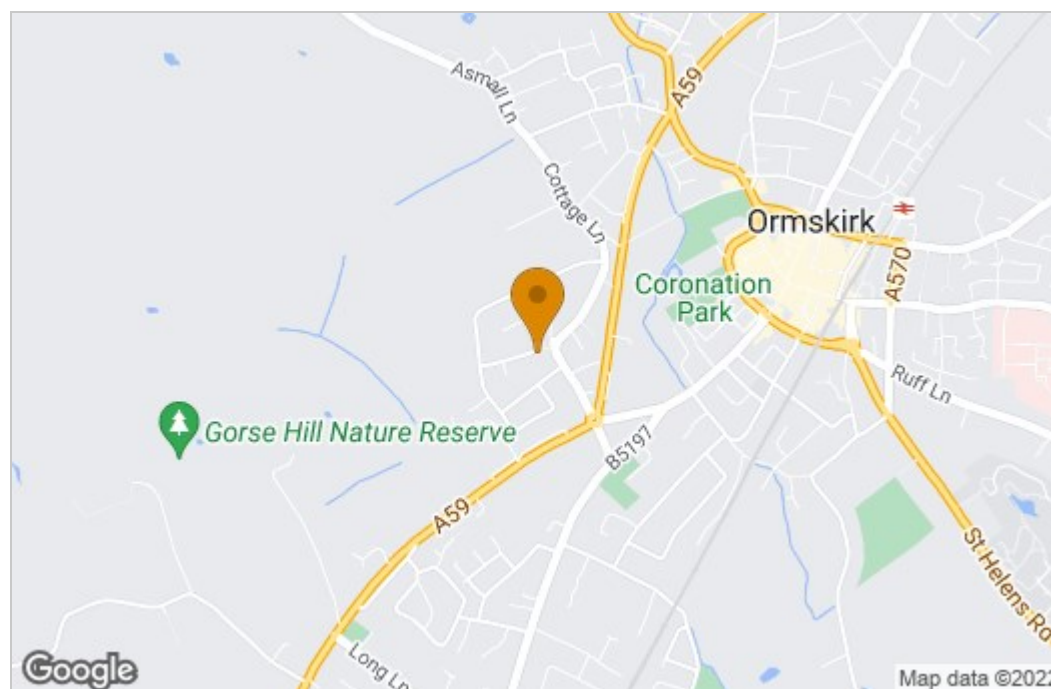 Asmall Ln
A59
Cottage Ln
Ormskirk
Coronation
Park
A570
Ruff Ln
Gorse Hill Nature Reserve
B5197
A59
St Helens Rd
Long Ln
Google
Map data ©2022